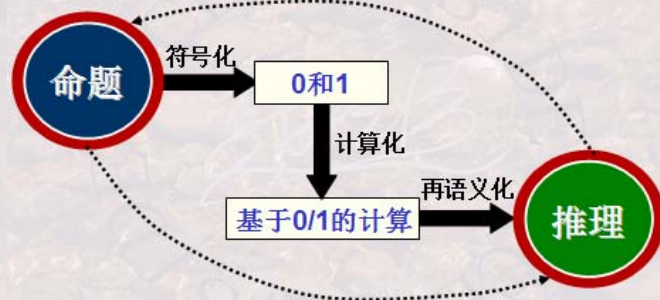 命题
符号化
0和1
计算化
基于0/1的计算
再语义化
推理